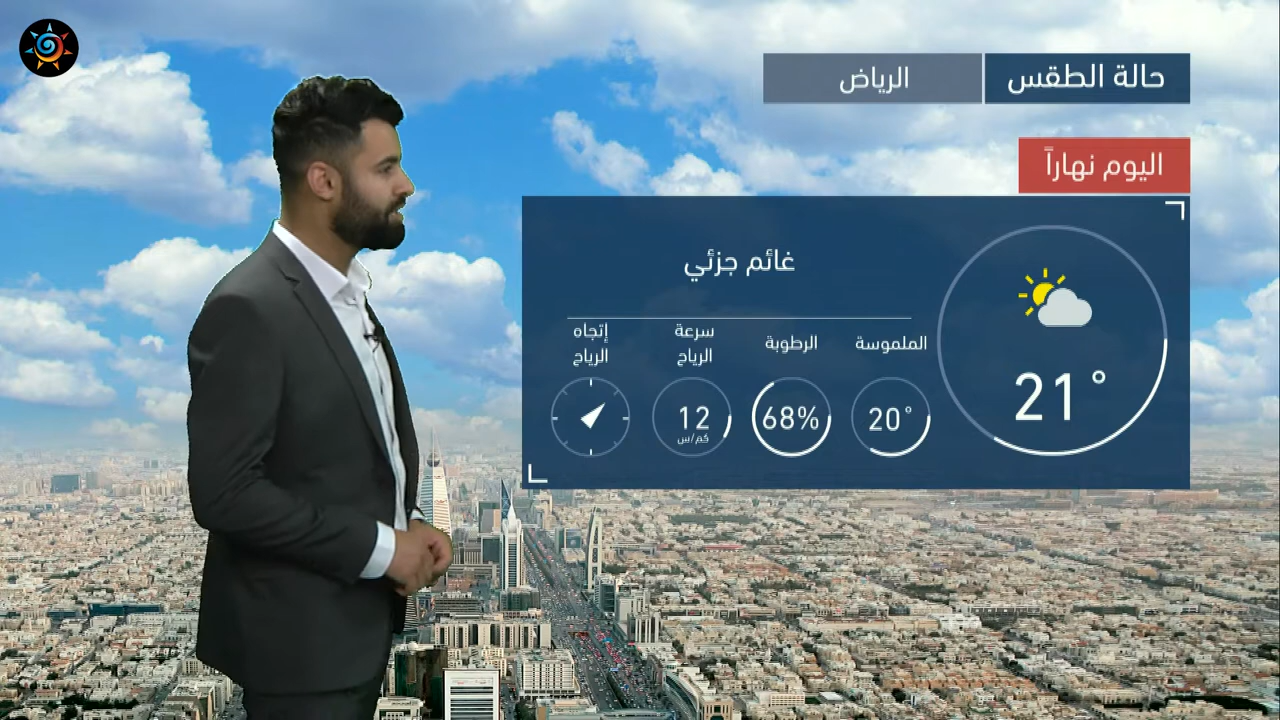 حالة الطقس
الرياض
اليوم نهاراً
غائم جزئي
21°
الملموسة
20°
الرطوبة
68%
سرعة
الرياح
12
كم/س
إتجاه
الرياح